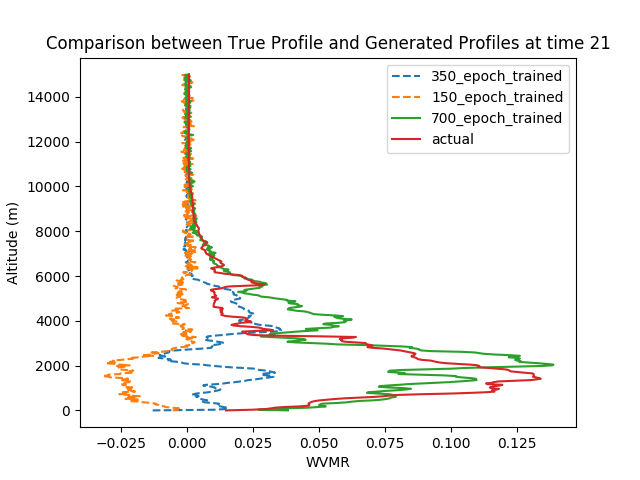 Comparison between True Profile and Generated Profiles at time 21
350_epoch_trained
150_epoch_trained
700_epoch_trained
actual
Altitude (m)
14000
12000
10000
8000
6000
4000
2000
0
−0.025
0.000
0.025
0.050
0.075
0.100
0.125
WVMR